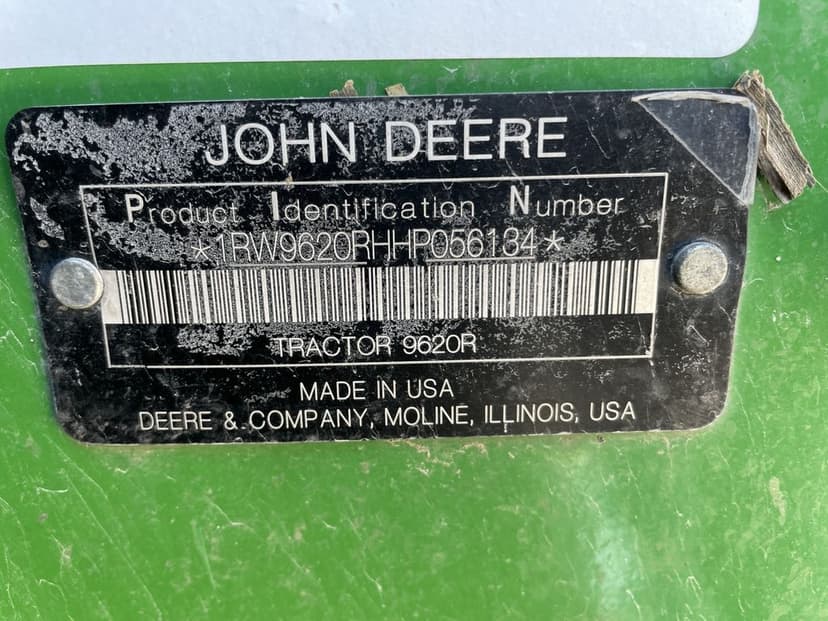 JOHN DEERE
Product Identification Number
*1RW9620RHHP056134*
TRACTOR 9620R
MADE IN USA
DEERE & COMPANY, MOLINE, ILLINOIS, USA